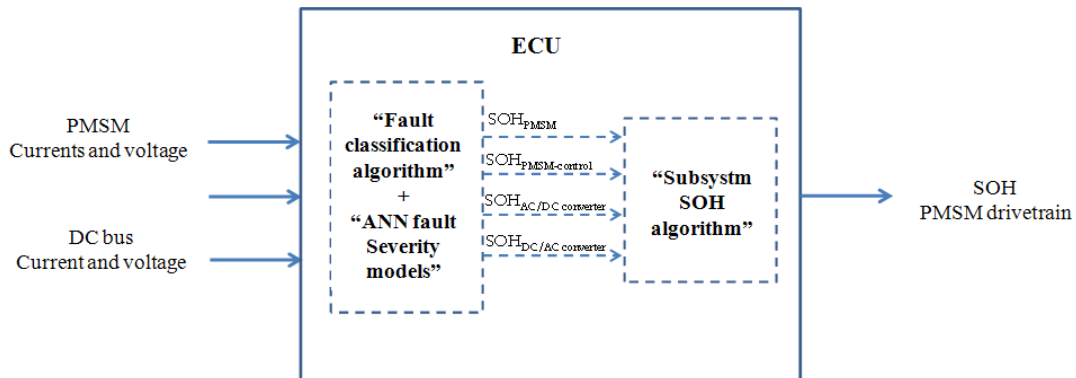 ECU
PMSM
Currents and voltage
DC bus
Current and voltage
“Fault
classification
algorithm”
+
“ANN fault
Severity
models”
SOHPMSM
SOHPMSM-control
SOHAC/DC converter
SOHDC/AC converter
“Subsystm
SOH
algorithm”
SOH
PMSM drivetrain